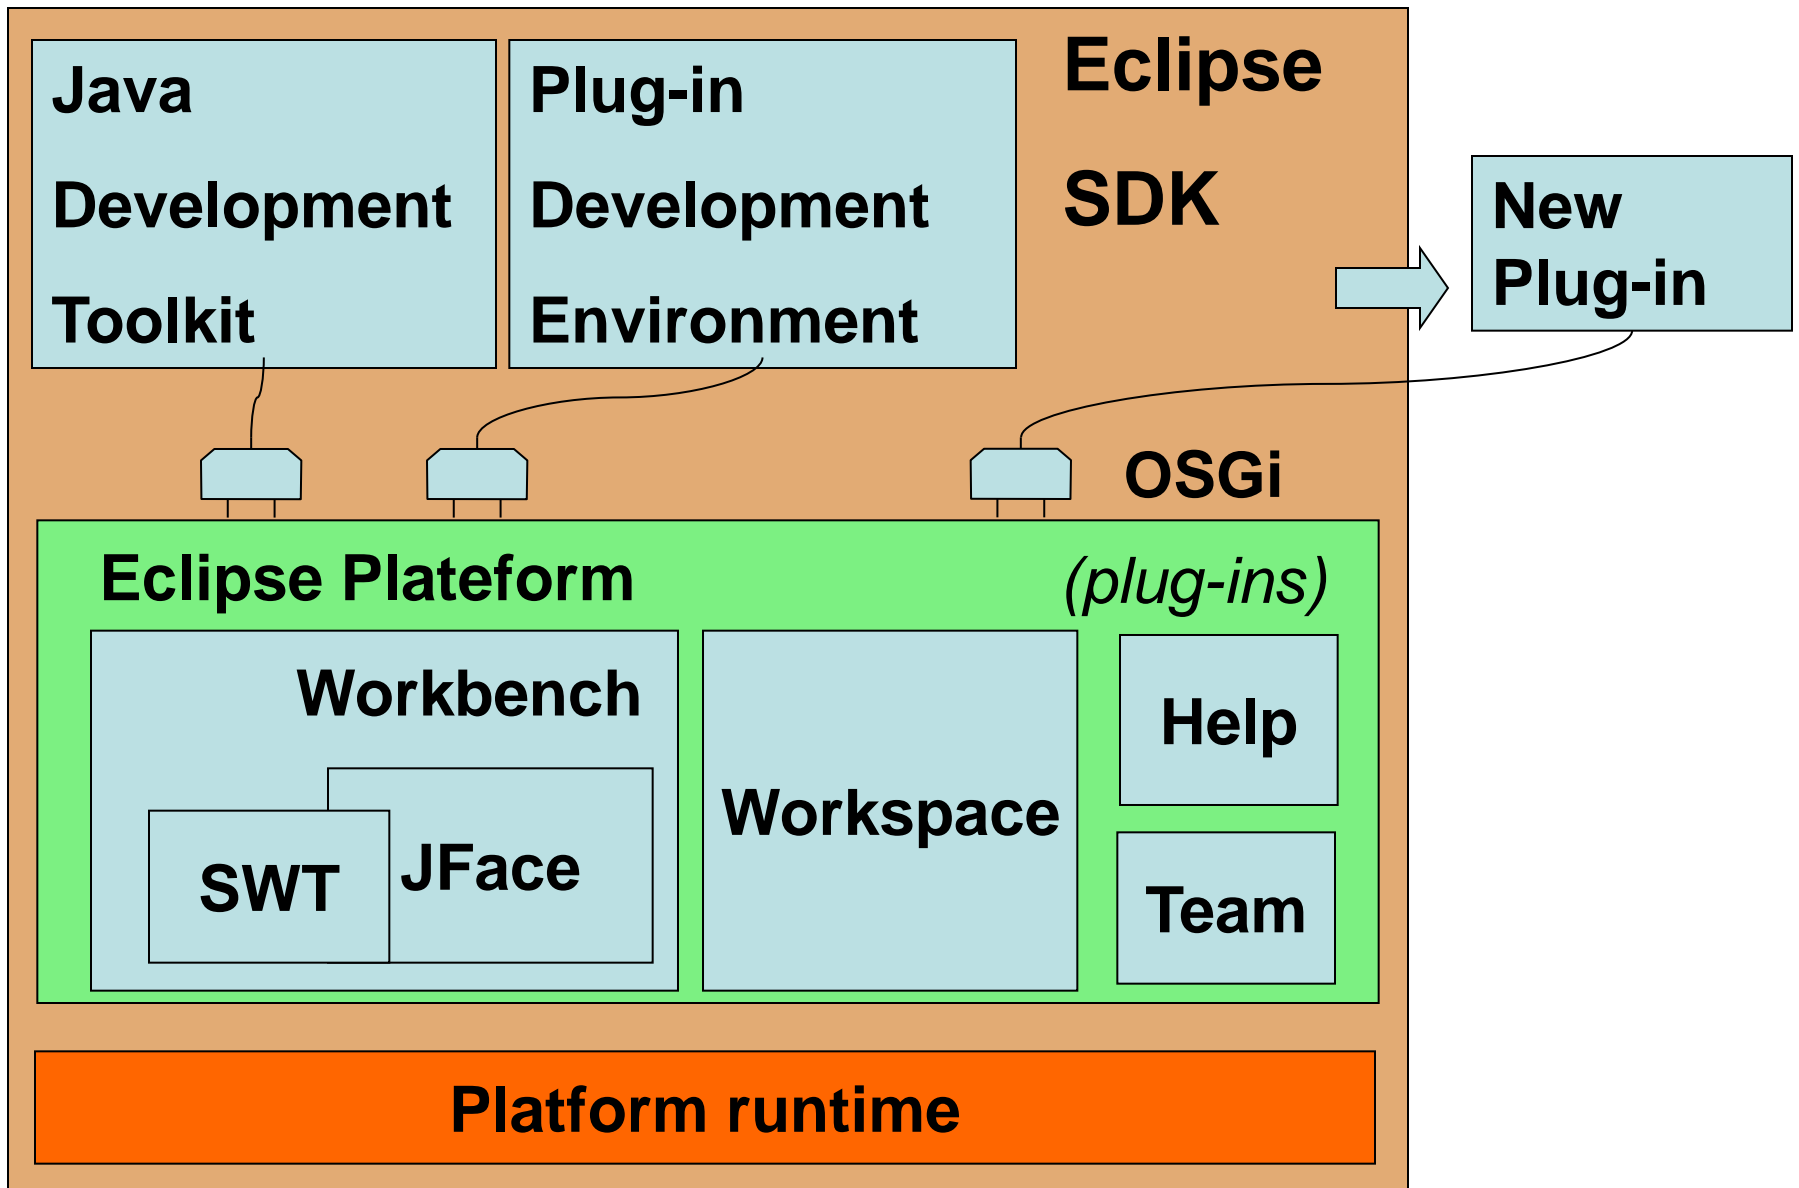 Java
Development
Toolkit
Plug-in
Development
Environment
Eclipse
SDK
New
Plug-in
OSGi
Eclipse Plateform
(plug-ins)
Workbench
SWT
JFace
Workspace
Help
Team
Platform runtime